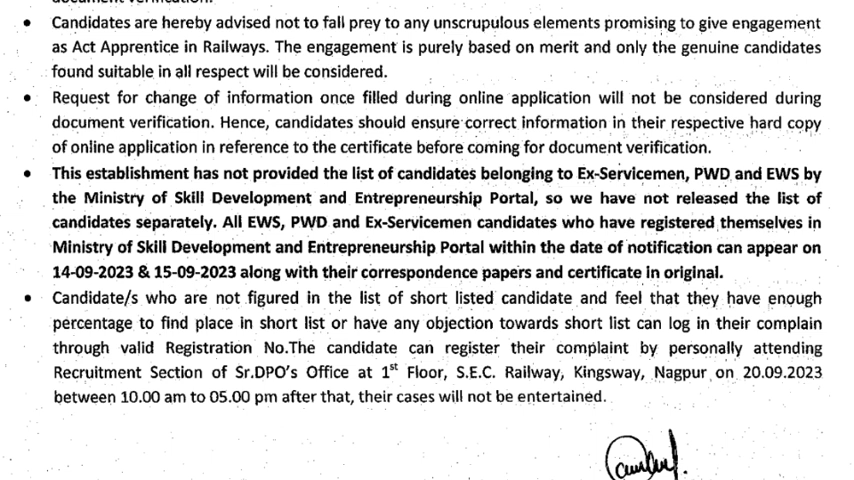 document verification.
• Candidates are hereby advised not to fall prey to any unscrupulous elements promising to give engagement
as Act Apprentice in Railways. The engagement is purely based on merit and only the genuine candidates
found suitable in all respect will be considered.
• Request for change of information once filled during online application will not be considered during
document verification. Hence, candidates should ensure correct information in their respective hard copy
of online application in reference to the certificate before coming for document verification.
• This establishment has not provided the list of candidates belonging to Ex-Servicemen, PWD and EWS by
the Ministry of Skill Development and Entrepreneurship Portal, so we have not released the list of
candidates separately. All EWS, PWD and Ex-Servicemen candidates who have registered themselves in
Ministry of Skill Development and Entrepreneurship Portal within the date of notification can appear on
14-09-2023 & 15-09-2023 along with their correspondence papers and certificate in original.
• Candidate/s who are not figured in the list of short listed candidate and feel that they have enough
percentage to find place in short list or have any objection towards short list can log in their complain
through valid Registration No.The candidate can register their complaint by personally attending
Recruitment Section of Sr.DPO's Office at 1st Floor, S.E.C. Railway, Kingsway, Nagpur on 20.09.2023
between 10.00 am to 05.00 pm after that, their cases will not be entertained.